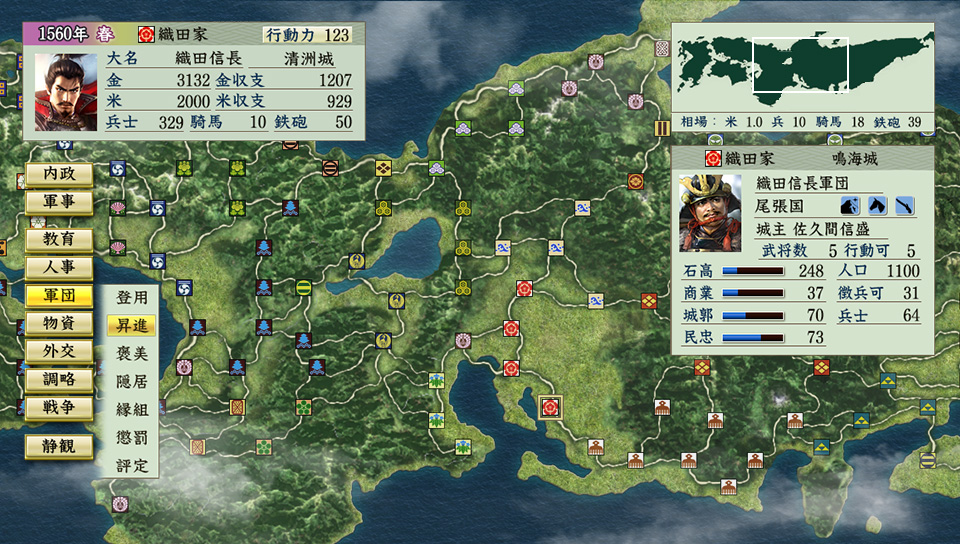 1560年 春 織田家 行動力 123
大名 織田信長 清洲城
金 3132 金収支 1207
米 2000 米収支 929
兵士 329 騎馬 10 鉄砲 50
相場: 米 1.0 兵 10 騎馬 18 鉄砲 39
織田家 鳴海城
織田信長軍団
尾張国
城主 佐久間信盛
武将数 5 行動可 5
石高 248 人口 1100
商業 37 徴兵可 31
城郭 70 兵士 64
民忠 73
内政
軍事
教育
人事
軍団
物資
外交
調略
戦争
静観
登用
昇進
褒美
隠居
縁組
懲罰
評定